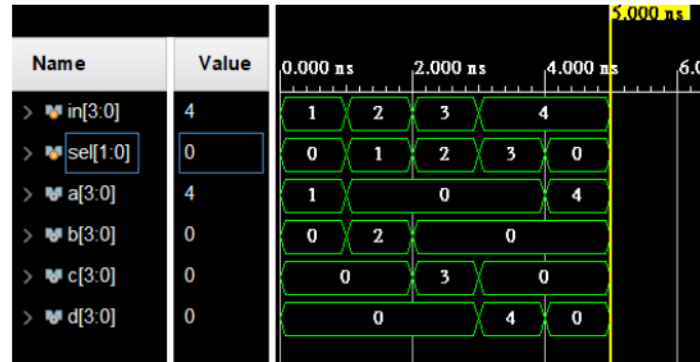 5.000 ns
Name Value 0.000 ns 2.000 ns 4.000 ns
in[3:0] 4 1 2 3 4
sel[1:0] 0 0 1 2 3 0
a[3:0] 4 1 0 4
b[3:0] 0 0 2 0
c[3:0] 0 0 3 0
d[3:0] 0 0 4 0